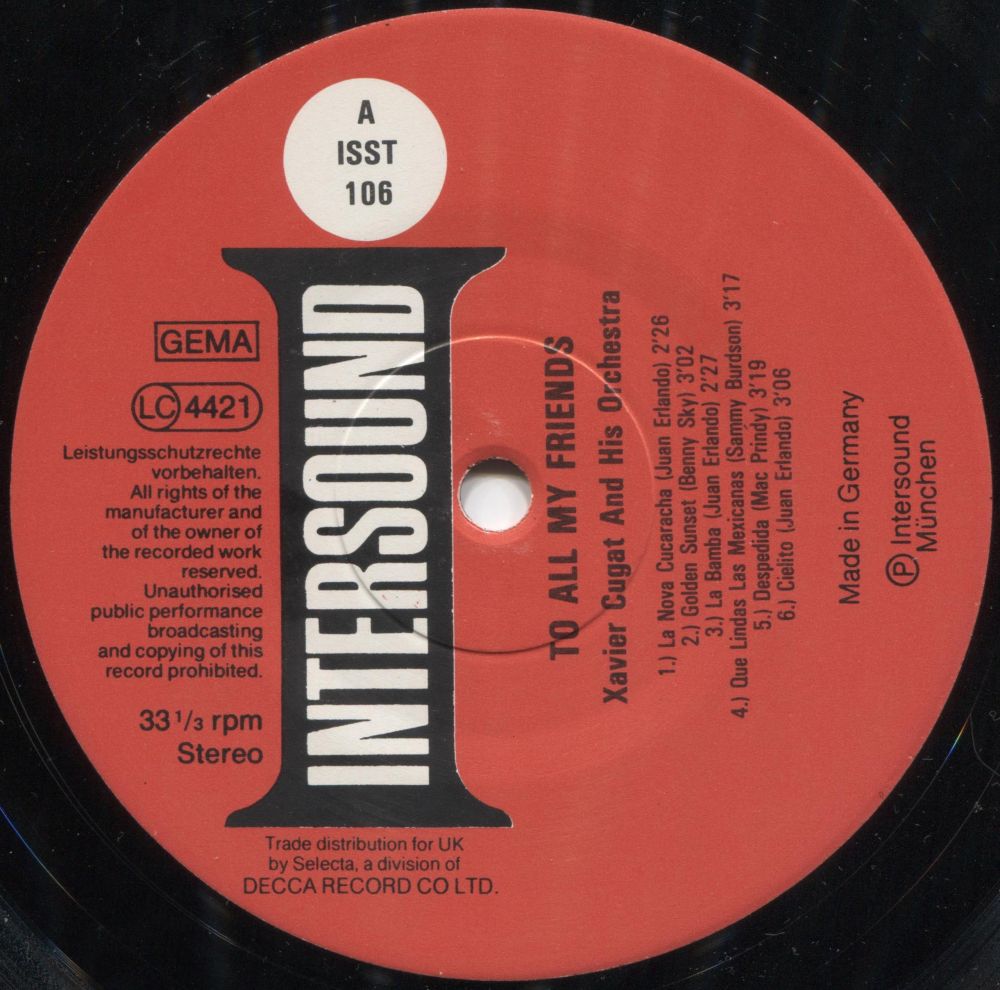 A
ISST
106
INTERSOUND
GEMA
LC 4421
Leistungsschutzrechte
vorbehalten.
All rights of the
manufacturer and
of the owner of
the recorded work
reserved.
Unauthorised
public performance
broadcasting
and copying of this
record prohibited.
33 1/3 rpm
Stereo
Trade distribution for UK
by Selecta, a division of
DECCA RECORD CO LTD.
TO ALL MY FRIENDS
Xavier Cugat And His Orchestra
1.) La Nova Cucaracha (Juan Erlando) 2'26
2.) Golden Sunset (Benny Sky) 3'02
3.) La Bamba (Juan Erlando) 2'27
4.) Que Lindas Las Mexicanas (Sammy Burdson) 3'17
5.) Despedida (Mac Prindy) 3'19
6.) Cielito (Juan Erlando) 3'06
Made in Germany
Ⓟ Intersound
München